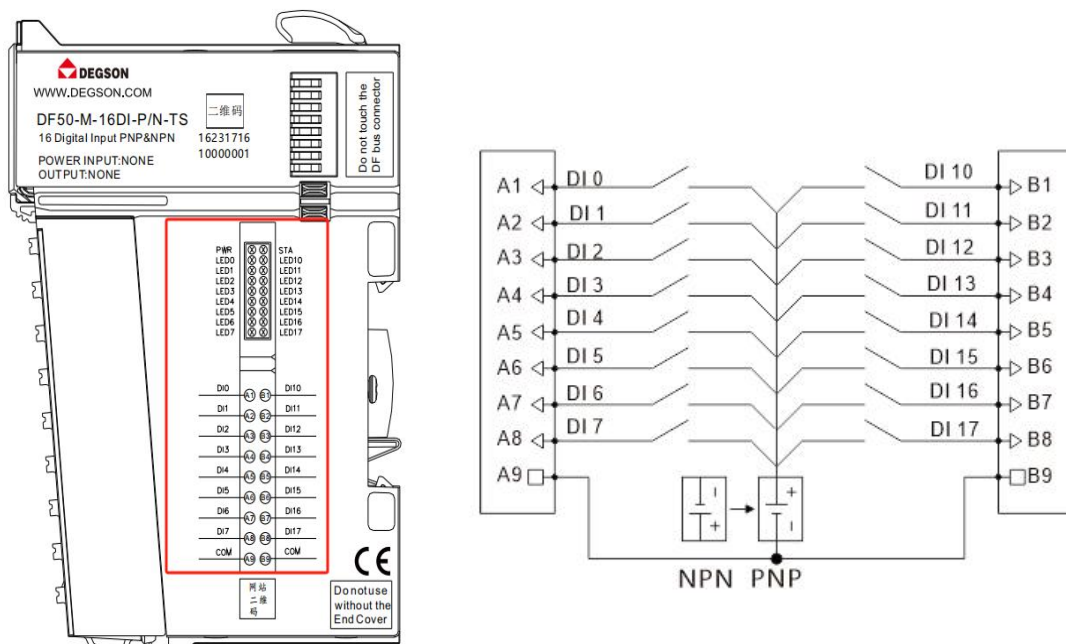 DEGSON
WWW.DEGSON.COM
DF50-M-16DI-P/N-TS
16 Digital Input PNP&NPN
POWER INPUT:NONE
OUTPUT:NONE
二维码
16231716
10000001
Do not touch the
DF bus connector
PWR STA
LED0 LED10
LED1 LED11
LED2 LED12
LED3 LED13
LED4 LED14
LED5 LED15
LED6 LED16
LED7 LED17
DI0 A1 B1 DI10
DI1 A2 B2 DI11
DI2 A3 B3 DI12
DI3 A4 B4 DI13
DI4 A5 B5 DI14
DI5 A6 B6 DI15
DI6 A7 B7 DI16
DI7 A8 B8 DI17
COM A9 B9 COM
网站
二维
码
CE
Do not use
without the
End Cover
A1 DI 0 DI 10 B1
A2 DI 1 DI 11 B2
A3 DI 2 DI 12 B3
A4 DI 3 DI 13 B4
A5 DI 4 DI 14 B5
A6 DI 5 DI 15 B6
A7 DI 6 DI 16 B7
A8 DI 7 DI 17 B8
A9 B9
− +
+ −
NPN PNP